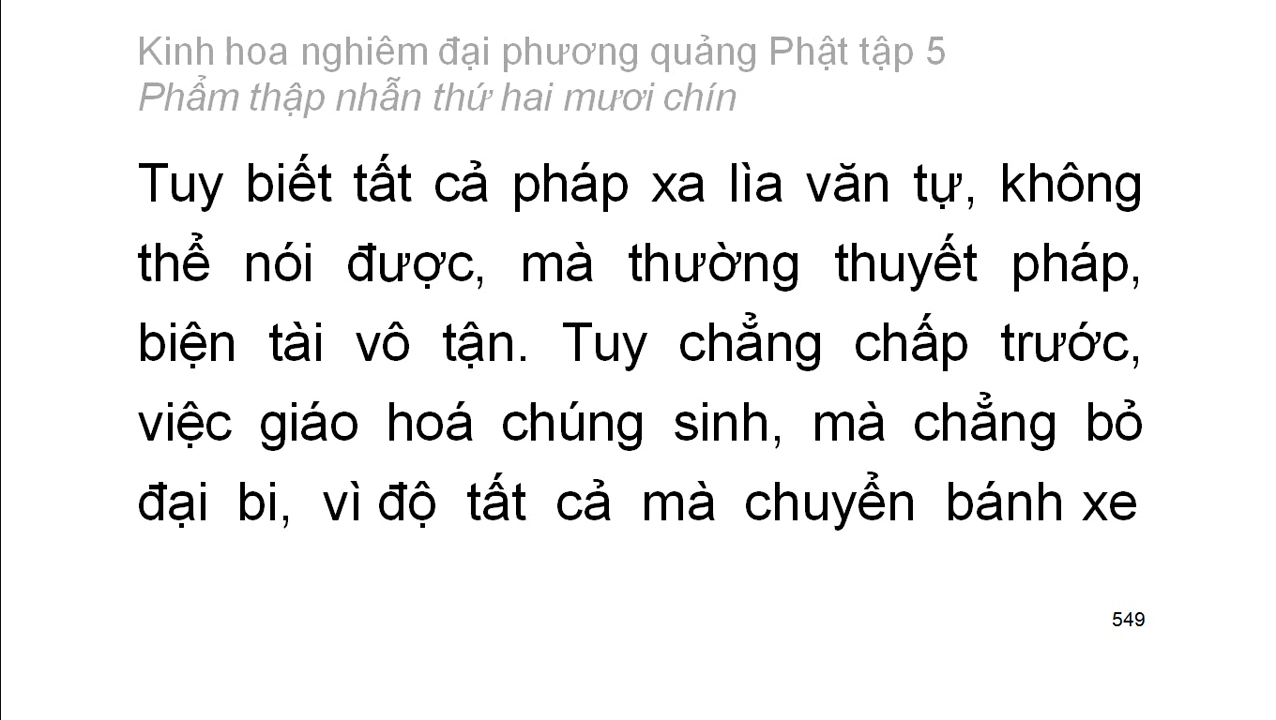 Kinh hoa nghiêm đại phương quảng Phật tập 5
Phẩm thập nhẫn thứ hai mươi chín
Tuy biết tất cả pháp xa lìa văn tự, không
thể nói được, mà thường thuyết pháp,
biện tài vô tận. Tuy chẳng chấp trước,
việc giáo hoá chúng sinh, mà chẳng bỏ
đại bi, vì độ tất cả mà chuyển bánh xe
549